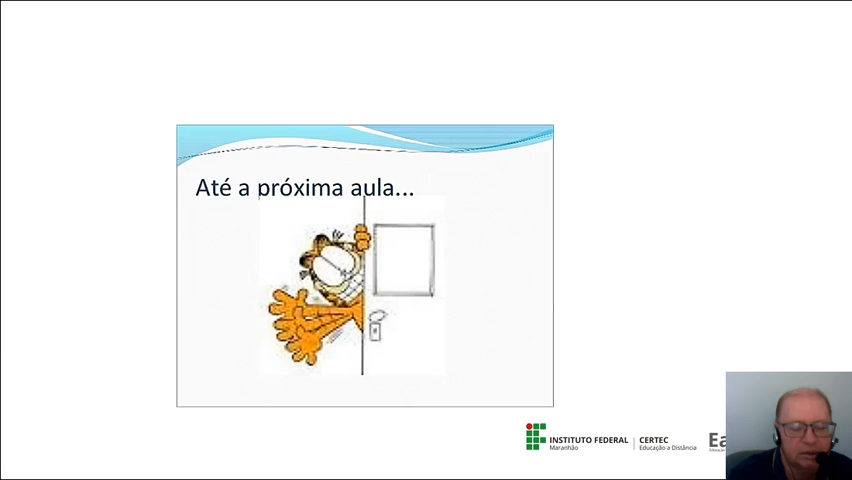 Até a próxima aula...
INSTITUTO FEDERAL
Maranhão
CERTEC
Educação a Distância